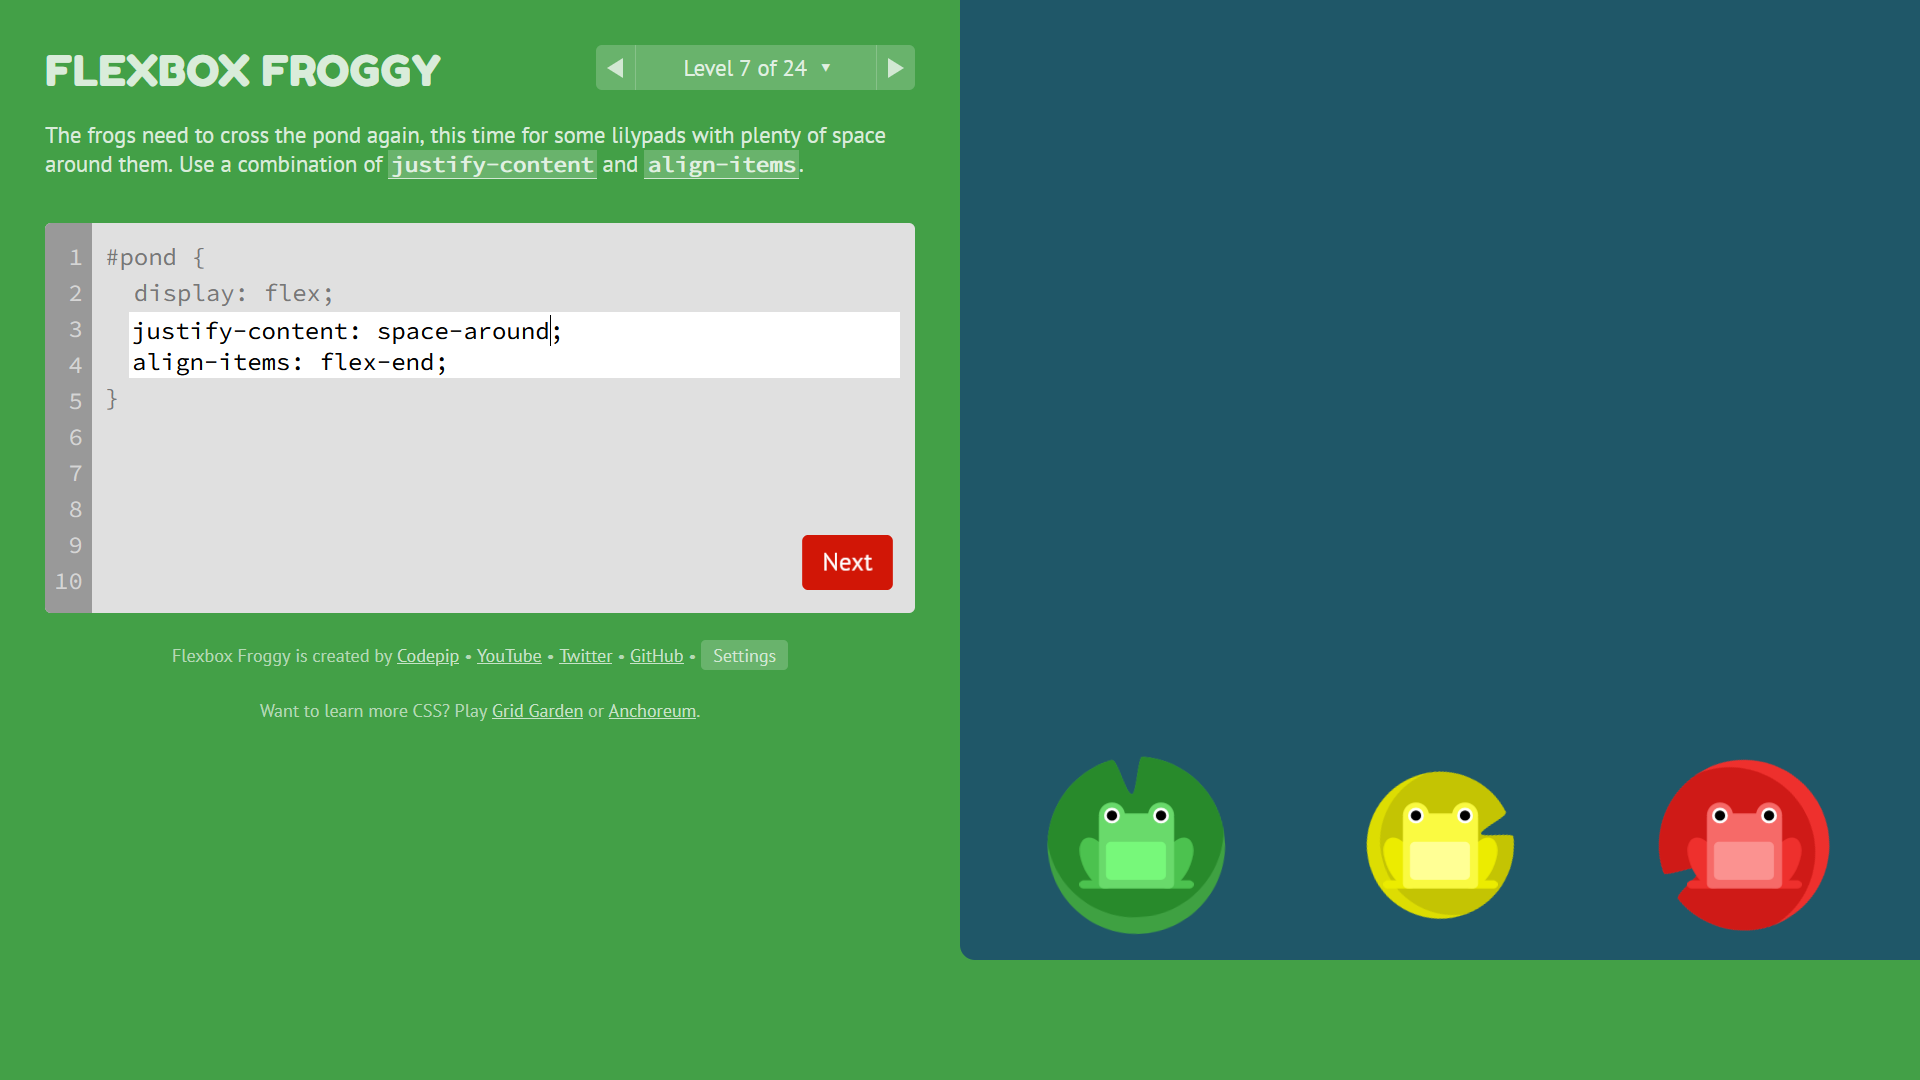 FLEXBOX FROGGY
Level 7 of 24 ▼
The frogs need to cross the pond again, this time for some lilypads with plenty of space
around them. Use a combination of justify-content and align-items.
1 #pond {
2 display: flex;
3 justify-content: space-around;
4 align-items: flex-end;
5 }
6
7
8
9
10
Next
Flexbox Froggy is created by Codepip • YouTube • Twitter • GitHub • Settings
Want to learn more CSS? Play Grid Garden or Anchoreum.